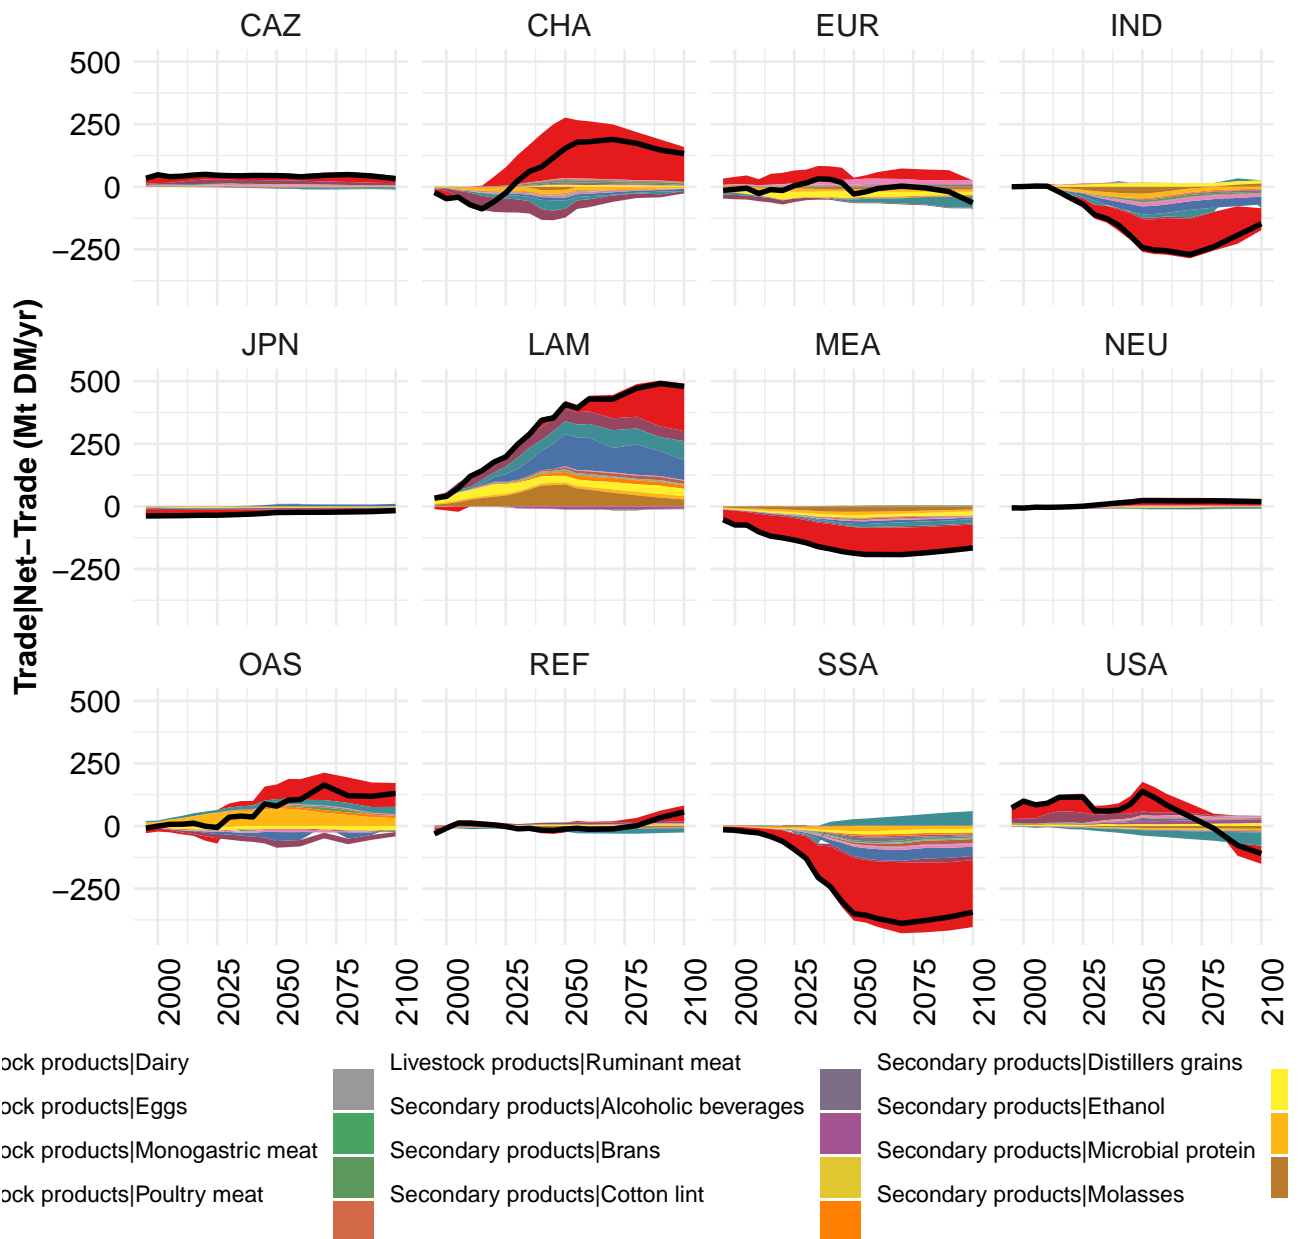 CAZ CHA EUR IND
500
250
0
−250
JPN LAM MEA NEU
500
250
0
−250
OAS REF SSA USA
500
250
0
−250
Trade|Net−Trade (Mt DM/yr)
2000 2025 2050 2075 2100 2000 2025 2050 2075 2100 2000 2025 2050 2075 2100 2000 2025 2050 2075 2100
ock products|Dairy Livestock products|Ruminant meat Secondary products|Distillers grains
ock products|Eggs Secondary products|Alcoholic beverages Secondary products|Ethanol
ock products|Monogastric meat Secondary products|Brans Secondary products|Microbial protein
ock products|Poultry meat Secondary products|Cotton lint Secondary products|Molasses